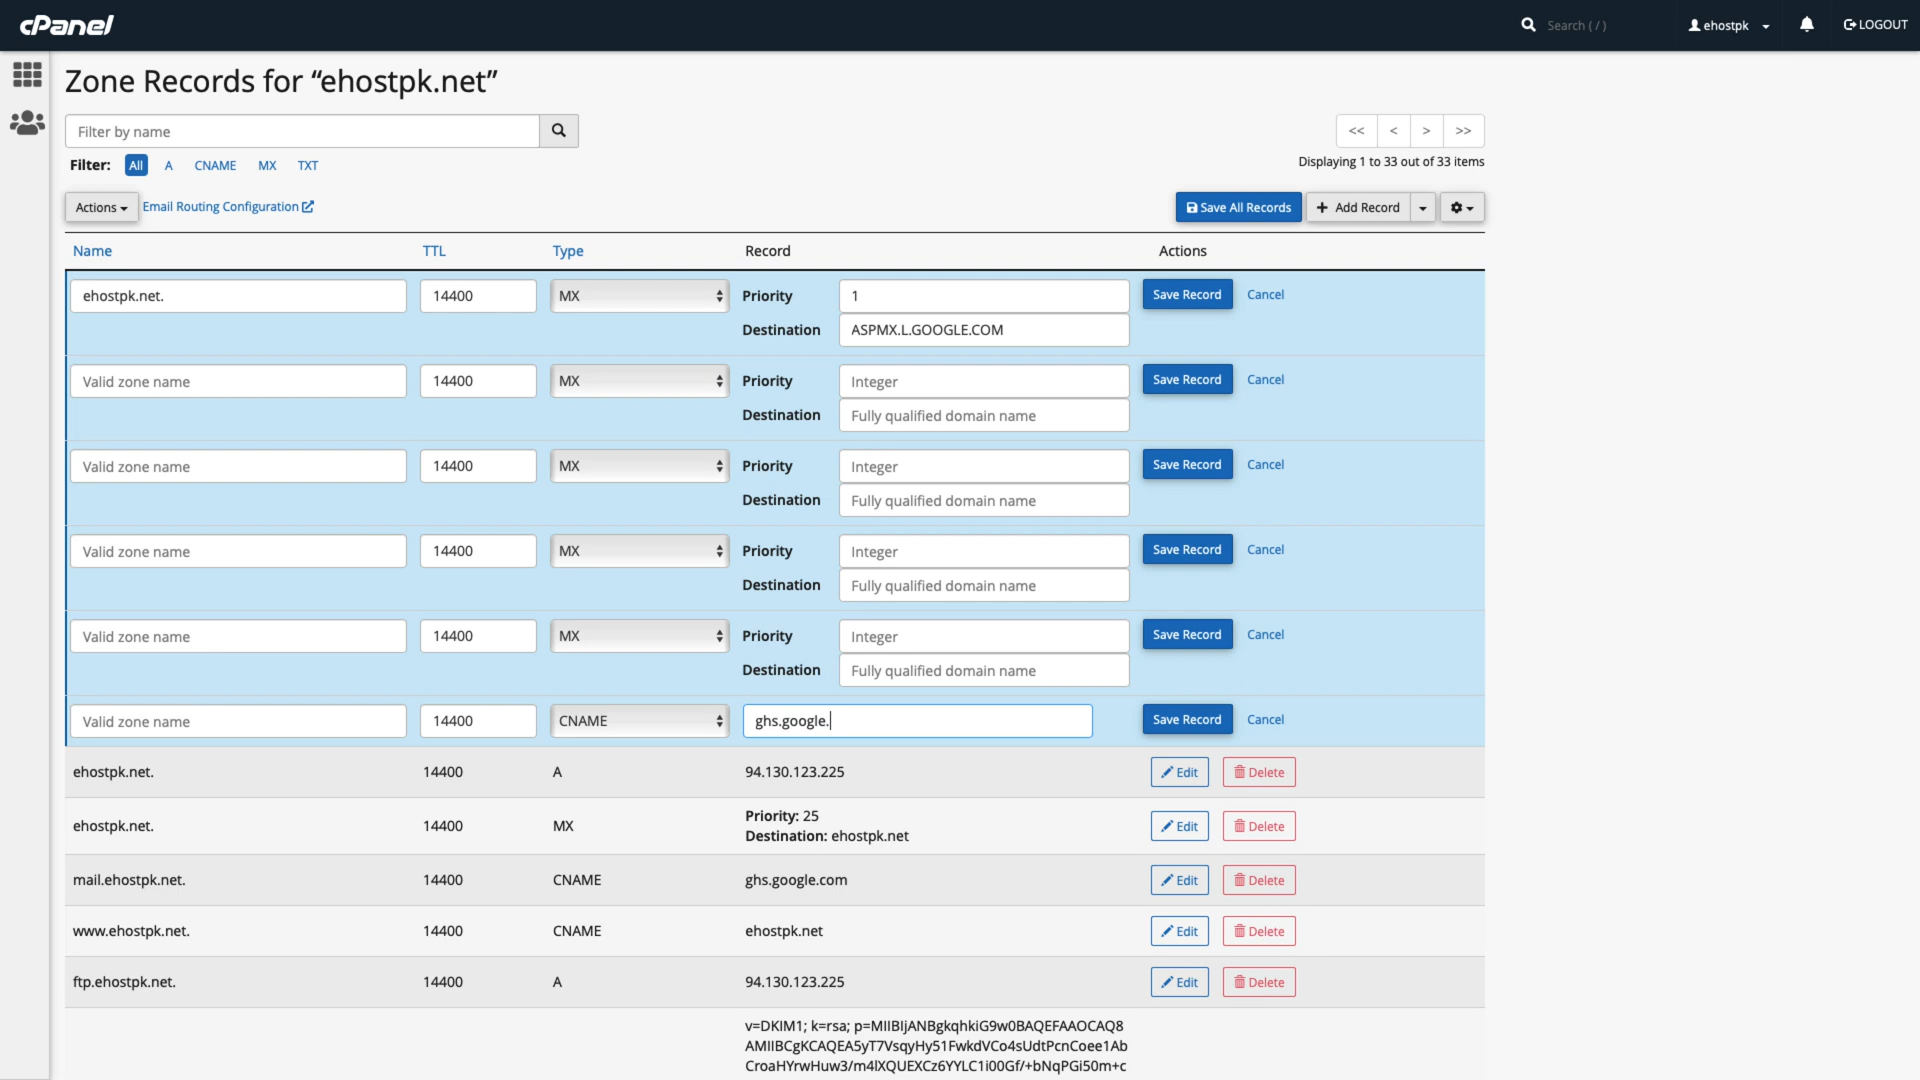 cPanel
Search ( / )
ehostpk
LOGOUT
Zone Records for “ehostpk.net”
Filter by name
<< < > >>
Filter: All A CNAME MX TXT
Displaying 1 to 33 out of 33 items
Actions Email Routing Configuration
Save All Records + Add Record
Name TTL Type Record Actions
ehostpk.net. 14400 MX Priority 1 Save Record Cancel
Destination ASPMX.L.GOOGLE.COM
Valid zone name 14400 MX Priority Integer Save Record Cancel
Destination Fully qualified domain name
Valid zone name 14400 MX Priority Integer Save Record Cancel
Destination Fully qualified domain name
Valid zone name 14400 MX Priority Integer Save Record Cancel
Destination Fully qualified domain name
Valid zone name 14400 MX Priority Integer Save Record Cancel
Destination Fully qualified domain name
Valid zone name 14400 CNAME ghs.google. Save Record Cancel
ehostpk.net. 14400 A 94.130.123.225 Edit Delete
Priority: 25
ehostpk.net. 14400 MX Edit Delete
Destination: ehostpk.net
mail.ehostpk.net. 14400 CNAME ghs.google.com Edit Delete
www.ehostpk.net. 14400 CNAME ehostpk.net Edit Delete
ftp.ehostpk.net. 14400 A 94.130.123.225 Edit Delete
v=DKIM1; k=rsa; p=MIIBIjANBgkqhkiG9w0BAQEFAAOCAQ8
AMIIBCgKCAQEA5yT7VsqyHy51FwkdVCo4sUdtPcnCoee1Ab
CroaHYrwHuw3/m4lXQUEXCz6YYLC1i00Gf/+bNqPGi50m+c